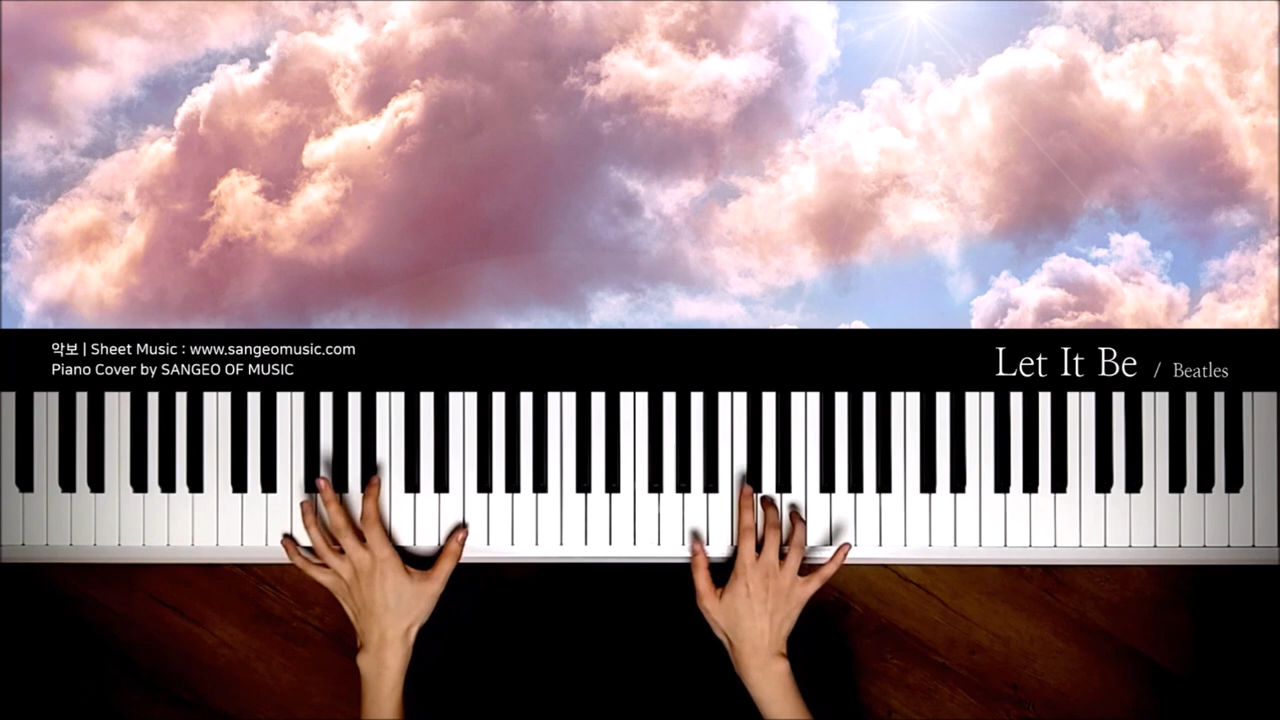 악보 | Sheet Music : www.sangeomusic.com
Piano Cover by SANGEO OF MUSIC
Let It Be / Beatles